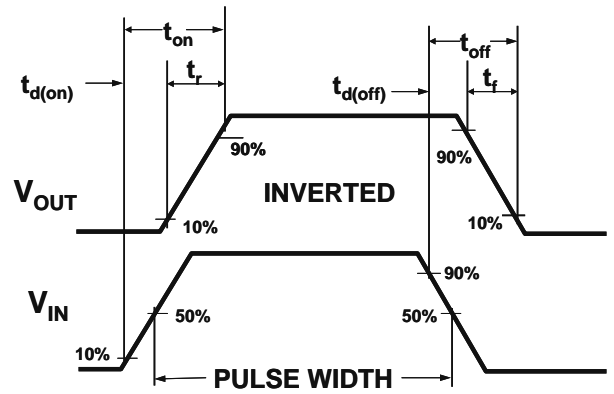 t_on t_off
t_d(on) t_r t_d(off) t_f
90% 90%
V_OUT INVERTED
10% 10%
90%
V_IN 50% 50%
10%
PULSE WIDTH